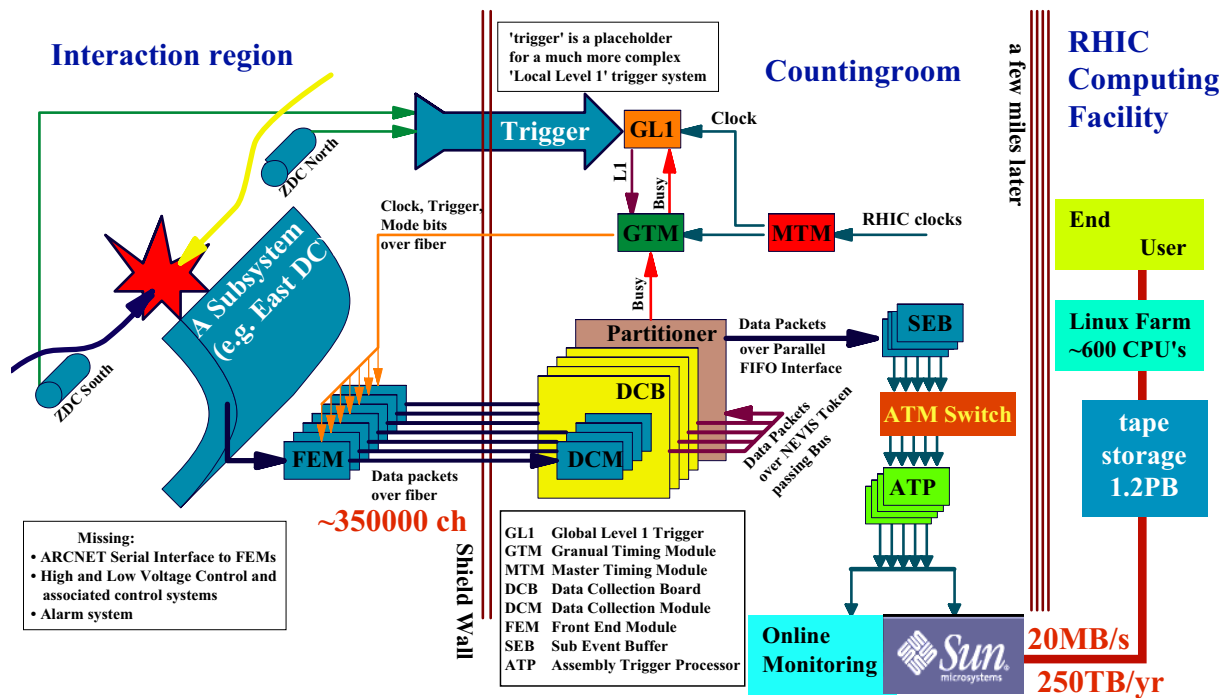 Interaction region
'trigger' is a placeholder
for a much more complex
'Local Level 1' trigger system
Countingroom
a few miles later
RHIC
Computing
Facility
Trigger
GL1
Clock
ZDC North
L1
Busy
Clock, Trigger,
Mode bits
over fiber
GTM
MTM
RHIC clocks
End
User
A Subsystem
(e.g. East DC)
Busy
Partitioner
Data Packets
over Parallel
FIFO Interface
SEB
Linux Farm
~600 CPU's
ZDC South
DCB
ATM Switch
FEM
DCM
Data Packets
over NEVIS Token
passing Bus
tape
storage
1.2PB
Data packets
over fiber
~350000 ch
ATP
Missing:
• ARCNET Serial Interface to FEMs
• High and Low Voltage Control and
associated control systems
• Alarm system
Shield Wall
GL1 Global Level 1 Trigger
GTM Granual Timing Module
MTM Master Timing Module
DCB Data Collection Board
DCM Data Collection Module
FEM Front End Module
SEB Sub Event Buffer
ATP Assembly Trigger Processor
Online
Monitoring
Sun
microsystems
20MB/s
250TB/yr